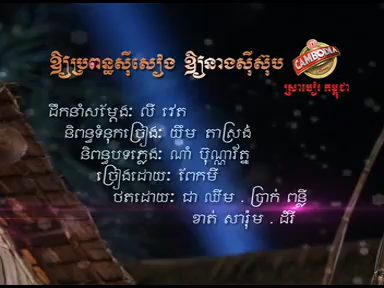 ឱ្យប្រពន្ធស៊ីសៀង ឱ្យនាងស៊ីស៊ុប
CAMBODIA
ស្រាបៀរ កម្ពុជា
ដឹកនាំសម្ដែង: លី វេត
និពន្ធទំនុកច្រៀង: យឹម តាស្រង់
និពន្ធបទភ្លេង: ណាំ ប៊ុណ្ណារ័ត្ន
ច្រៀងដោយ: ពែកមី
ថតដោយ: ជា ឈឹម . ប្រាក់ ពន្លឺ
ខាត់ សារ៉ុម . ដារី